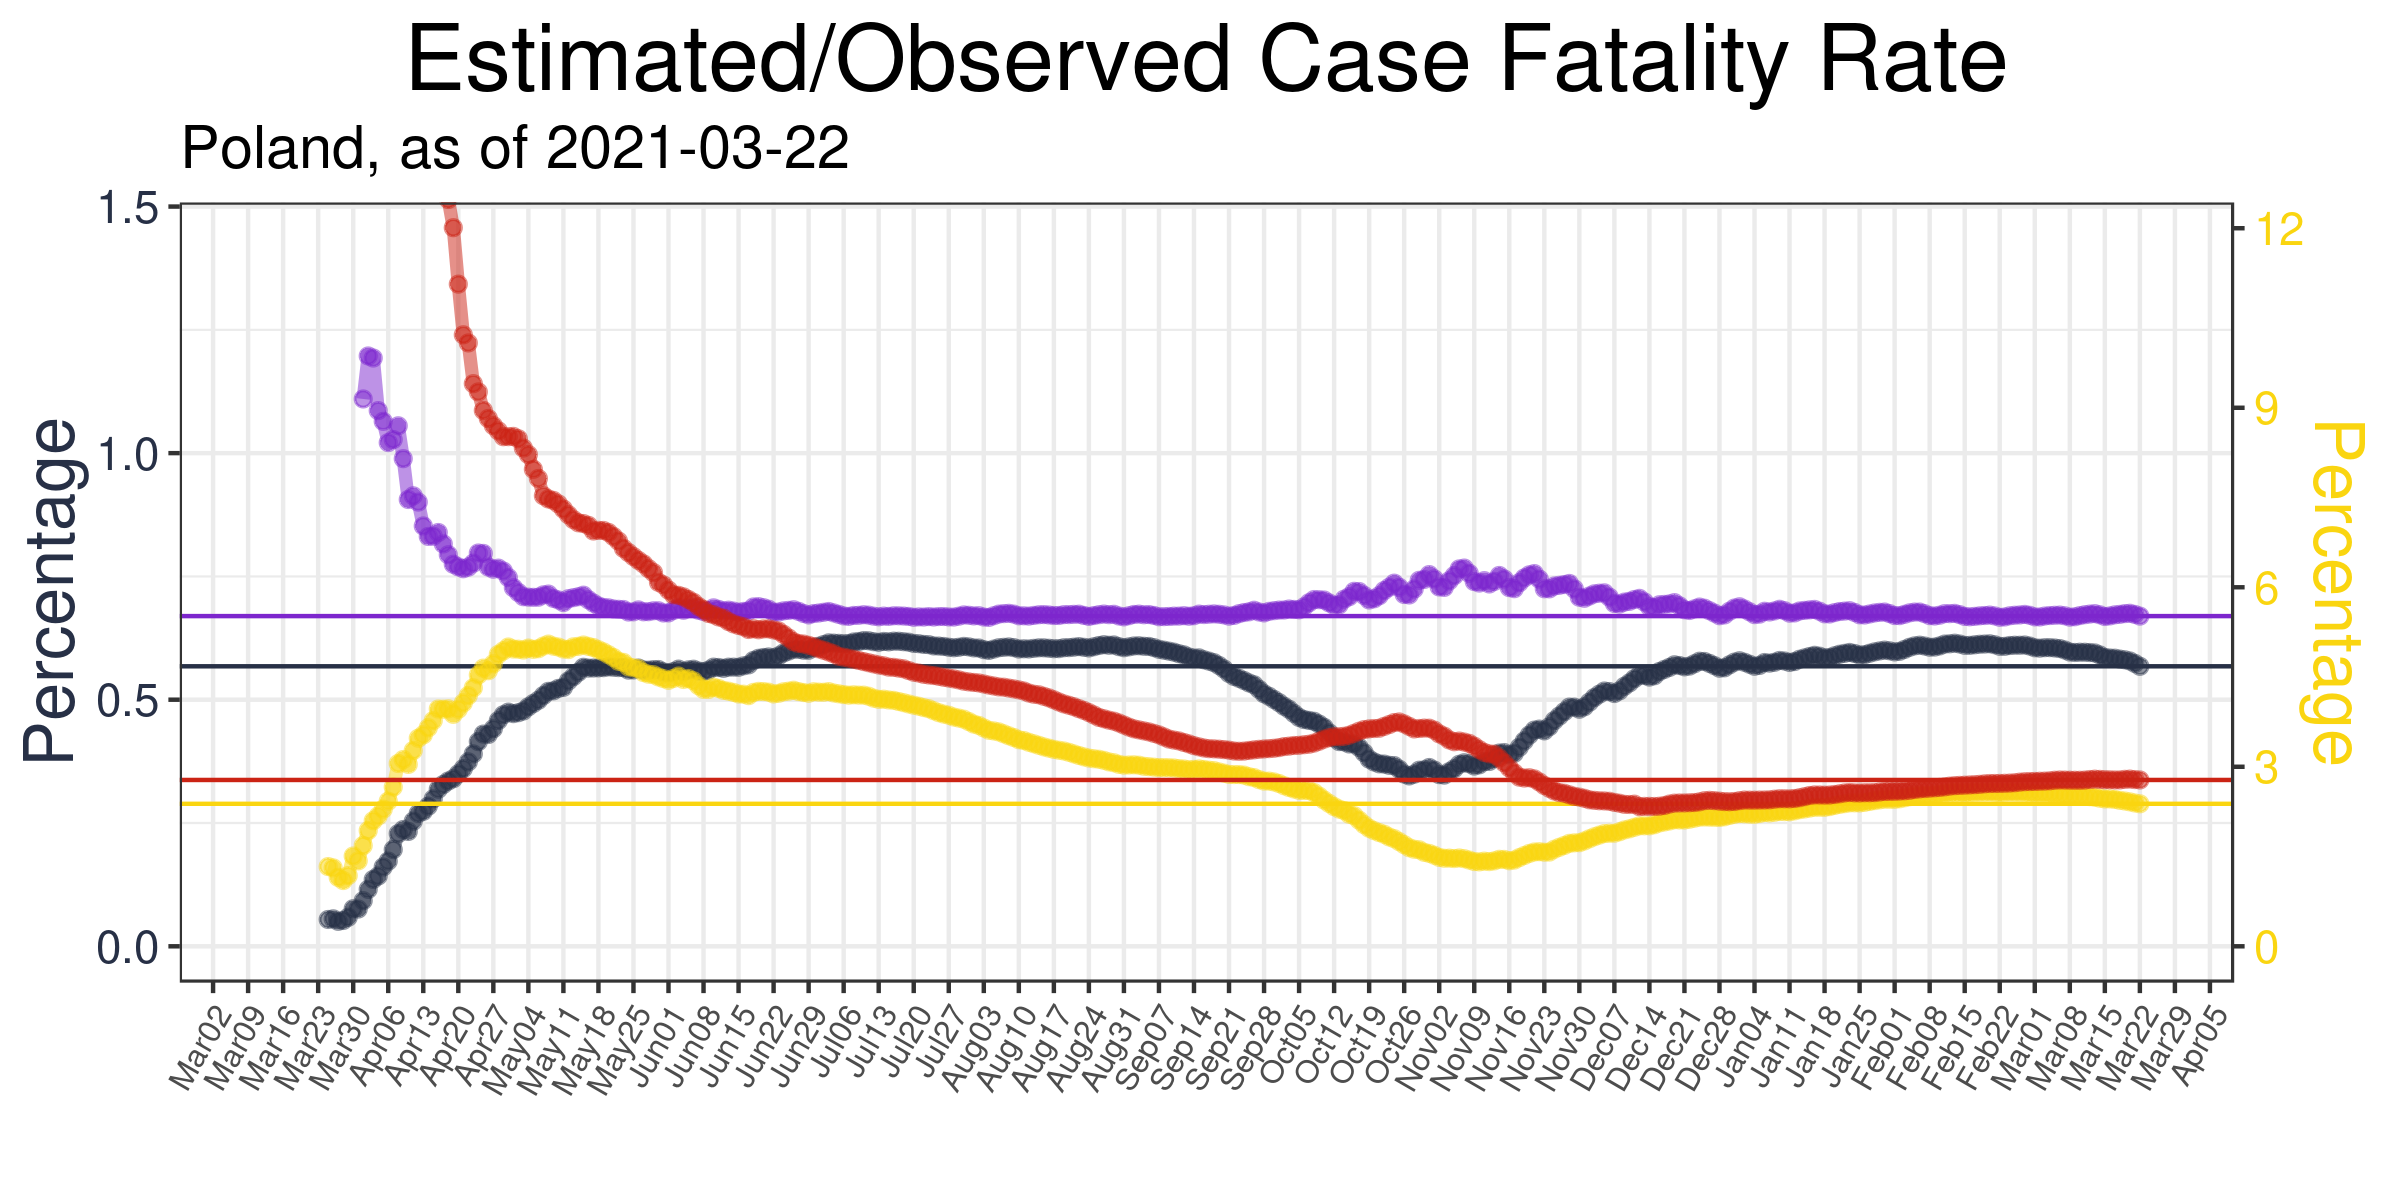 Estimated/Observed Case Fatality Rate
Poland, as of 2021-03-22
Percentage
1.5
1.0
0.5
0.0
12
9
6
3
0
Percentage
Mar02
Mar09
Mar16
Mar23
Mar30
Apr06
Apr13
Apr20
Apr27
May04
May11
May18
May25
Jun01
Jun08
Jun15
Jun22
Jun29
Jul06
Jul13
Jul20
Jul27
Aug03
Aug10
Aug17
Aug24
Aug31
Sep07
Sep14
Sep21
Sep28
Oct05
Oct12
Oct19
Oct26
Nov02
Nov09
Nov16
Nov23
Nov30
Dec07
Dec14
Dec21
Dec28
Jan04
Jan11
Jan18
Jan25
Feb01
Feb08
Feb15
Feb22
Mar01
Mar08
Mar15
Mar22
Mar29
Apr05